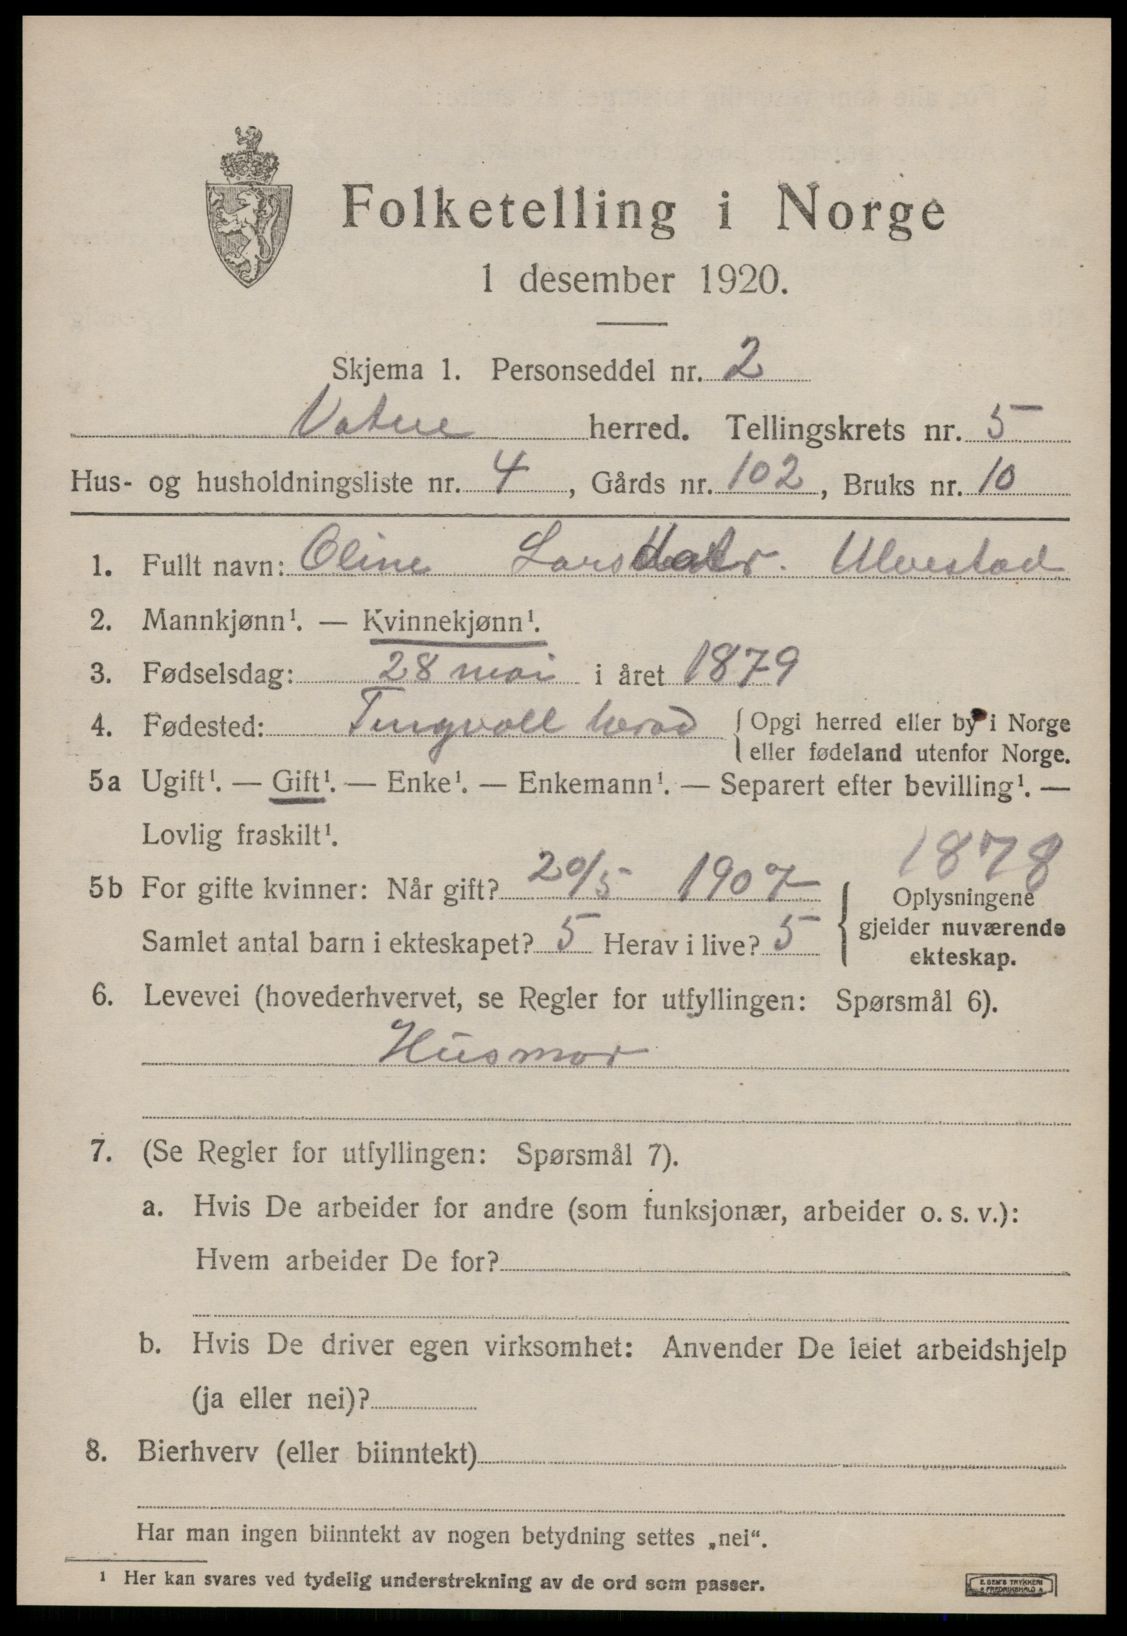 Folketelling i Norge
1 desember 1920.
Skjema 1. Personseddel nr. 2
Vatne herred. Tellingskrets nr. 5
Hus- og husholdningsliste nr. 4, Gårds nr. 102, Bruks nr. 10
1. Fullt navn: Oline Larsdatr. Ulvestad
2. Mannkjønn¹. — Kvinnekjønn¹.
3. Fødselsdag: 28 mai i året 1879
4. Fødested: Tingvoll herad {Opgi herred eller by i Norge
eller fødeland utenfor Norge.
5a Ugift¹. — Gift¹. — Enke¹. — Enkemann¹. — Separert efter bevilling¹. —
Lovlig fraskilt¹.
1878
5b For gifte kvinner: Når gift? 20/5 1907 { Oplysningene
gjelder nuværende
Samlet antal barn i ekteskapet? 5 Herav i live? 5
ekteskap.
6. Levevei (hovederhvervet, se Regler for utfyllingen: Spørsmål 6).
Husmor
7. (Se Regler for utfyllingen: Spørsmål 7).
a. Hvis De arbeider for andre (som funksjonær, arbeider o. s. v.):
Hvem arbeider De for?
b. Hvis De driver egen virksomhet: Anvender De leiet arbeidshjelp
(ja eller nei)?
8. Bierhverv (eller biinntekt)
Har man ingen biinntekt av nogen betydning settes „nei“.
¹ Her kan svares ved tydelig understrekning av de ord som passer.
E. SEM'S TRYKKERI
FREDRIKSHALD